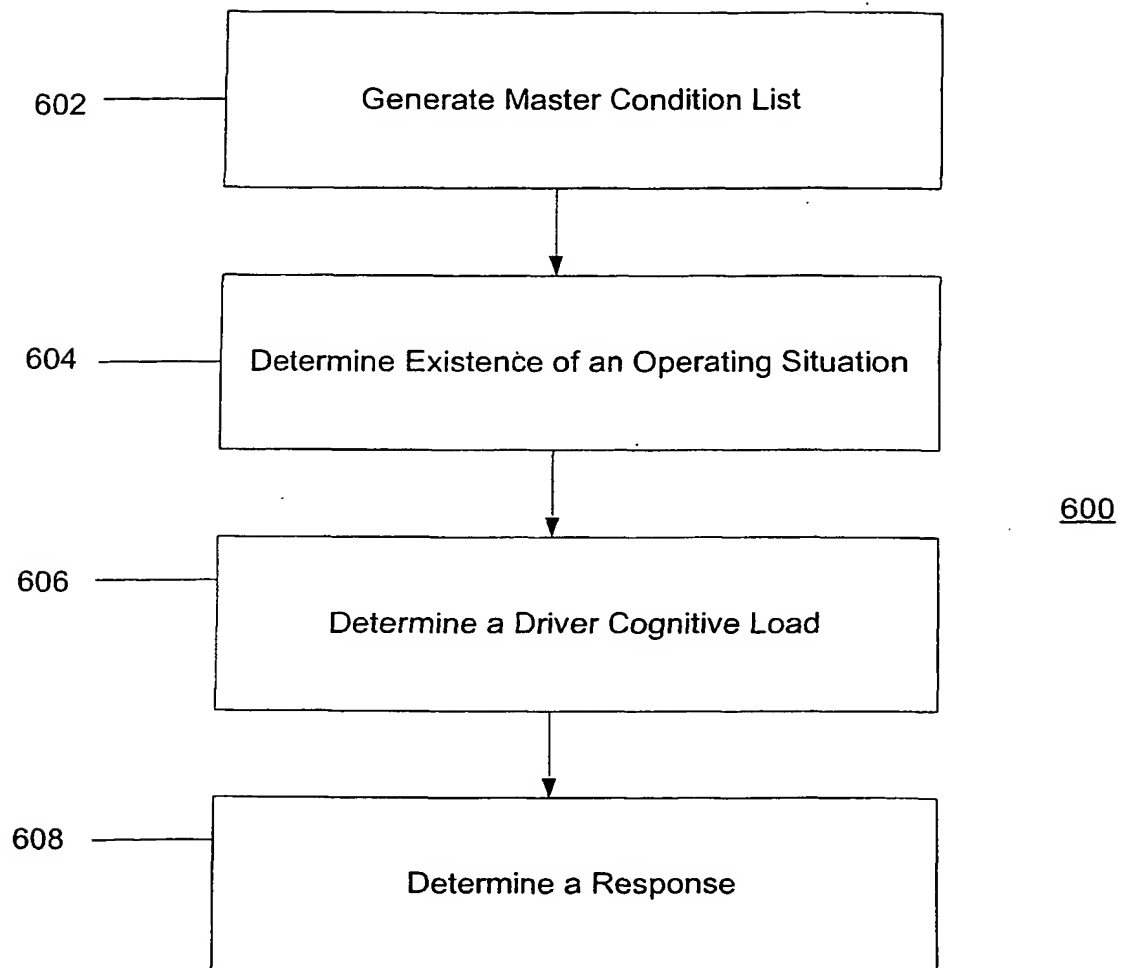 602
Generate Master Condition List
604
Determine Existence of an Operating Situation
600
606
Determine a Driver Cognitive Load
608
Determine a Response